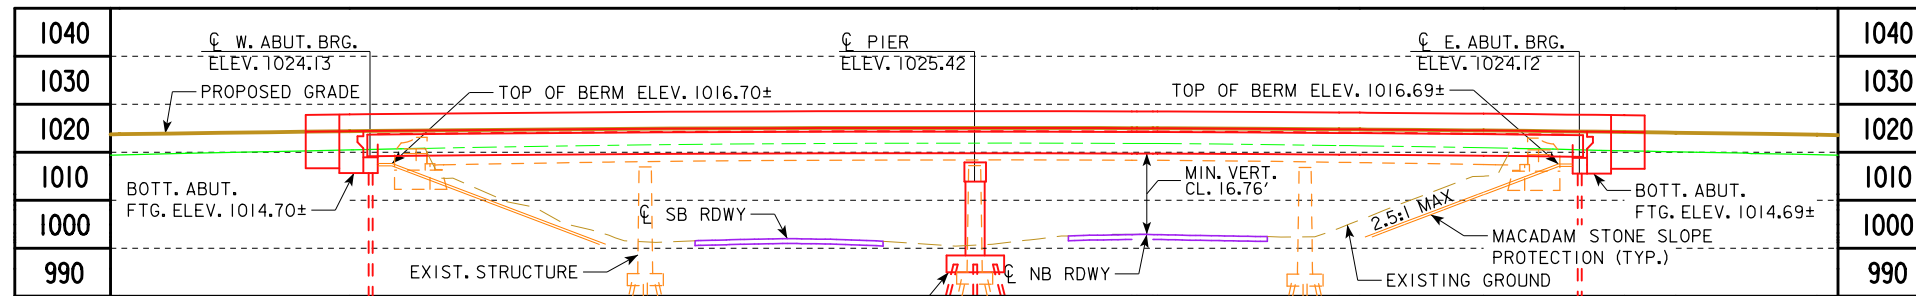 1040
1030
1020
1010
1000
990
℄ W. ABUT. BRG.
ELEV. 1024.13
℄ PIER
ELEV. 1025.42
℄ E. ABUT. BRG.
ELEV. 1024.12
PROPOSED GRADE
TOP OF BERM ELEV. 1016.70±
TOP OF BERM ELEV. 1016.69±
BOTT. ABUT.
FTG. ELEV. 1014.70±
℄ SB RDWY
MIN. VERT.
CL. 16.76'
2.5:1 MAX
BOTT. ABUT.
FTG. ELEV. 1014.69±
MACADAM STONE SLOPE
PROTECTION (TYP.)
EXIST. STRUCTURE
℄ NB RDWY
EXISTING GROUND
1040
1030
1020
1010
1000
990